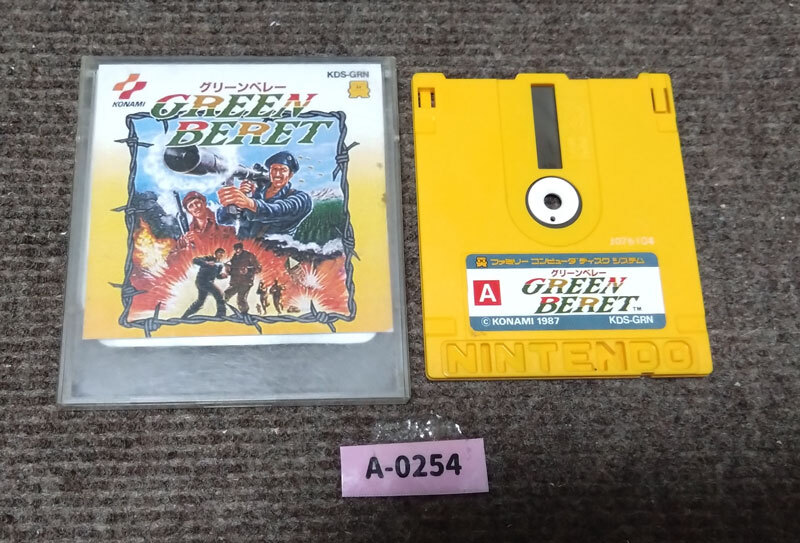 KONAMI
KDS-GRN
グリーンベレー
GREEN
BERET
ファミリー コンピュータ ディスク システム
A
グリーンベレー
GREEN
BERET™
© KONAMI 1987 KDS-GRN
NINTENDO
A-0254